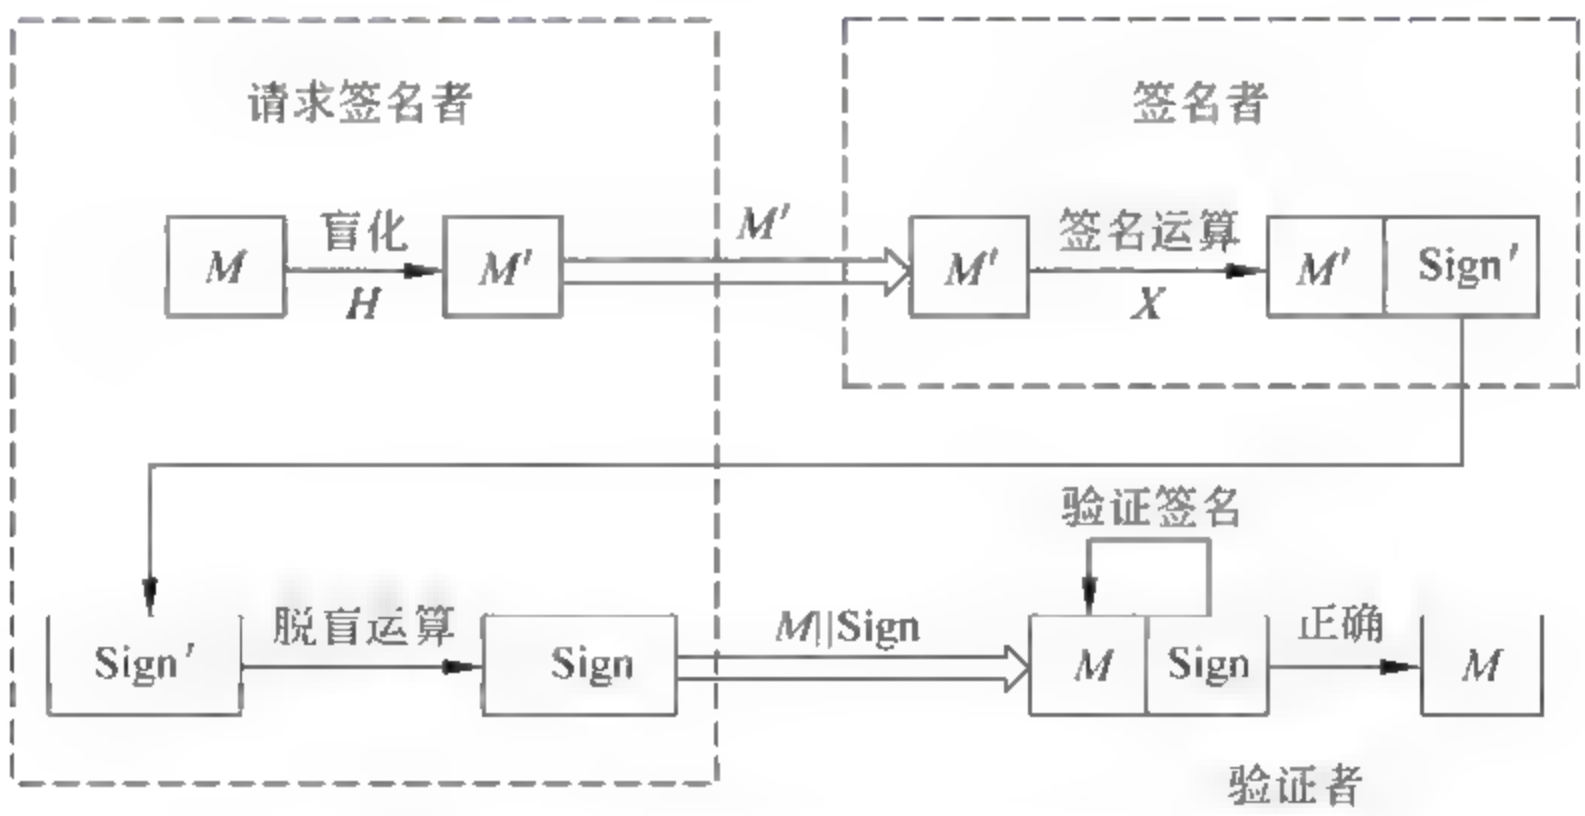 请求签名者
签名者
M
盲化
H
M′
M′
M′
签名运算
X
M′
Sign′
验证签名
Sign′
脱盲运算
Sign
M||Sign
M
Sign
正确
M
验证者